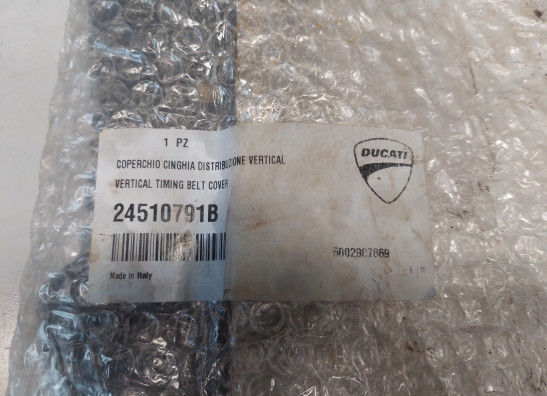 1 PZ
COPERCHIO CINGHIA DISTRIBUZIONE VERTICAL
VERTICAL TIMING BELT COVER
DUCATI
24510791B
6002907869
Made in Italy